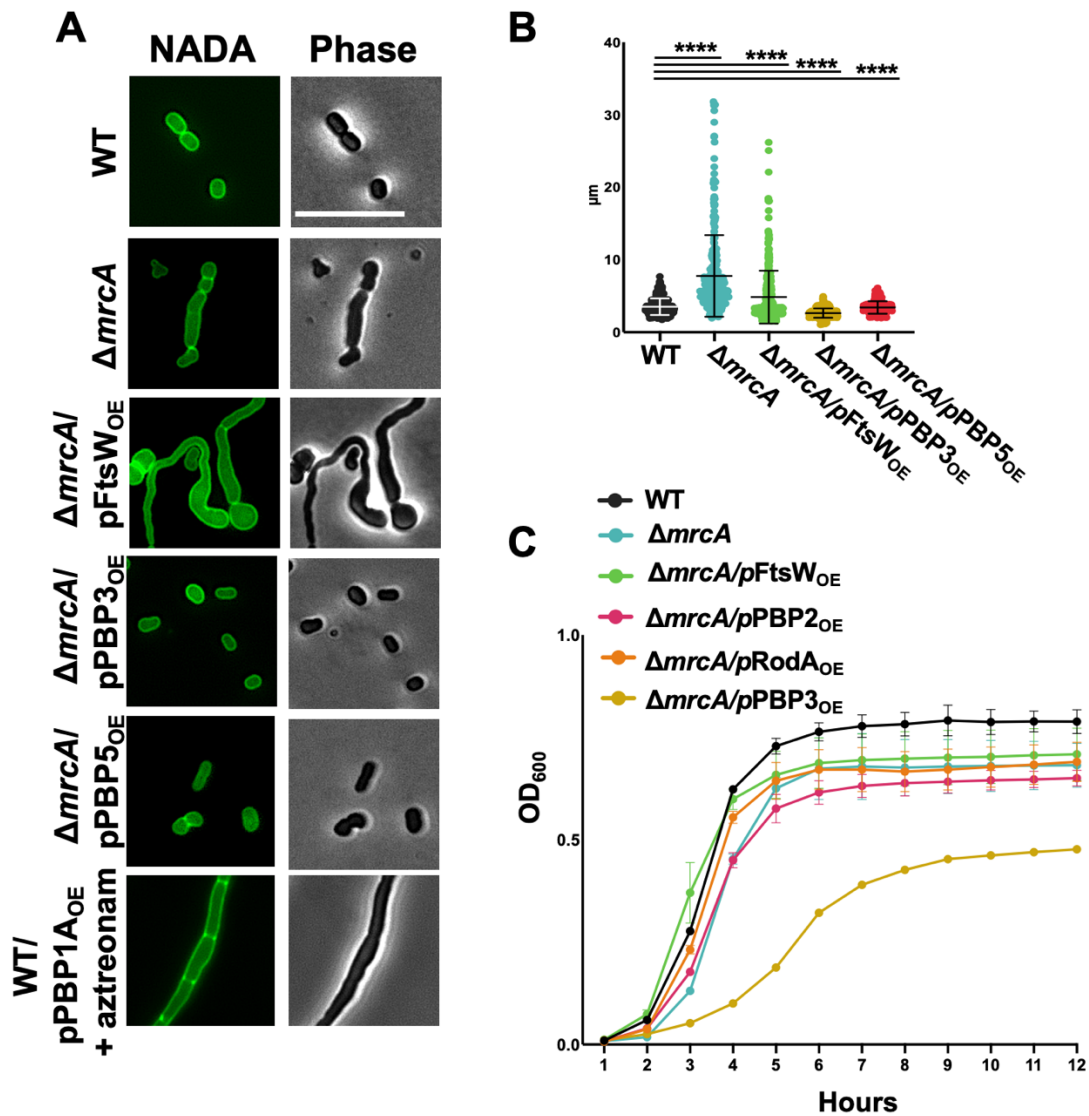 A
NADA
Phase
WT
ΔmrcA
ΔmrcA/
pFtsWOE
ΔmrcA/
pPBP3OE
ΔmrcA/
pPBP5OE
WT/
pPBP1AOE
+ aztreonam
B
****
****
****
****
40
30
20
10
0
µm
WT
ΔmrcA
ΔmrcA/pFtsWOE
ΔmrcA/pPBP3OE
ΔmrcA/pPBP5OE
C
WT
ΔmrcA
ΔmrcA/pFtsWOE
ΔmrcA/pPBP2OE
ΔmrcA/pRodAOE
ΔmrcA/pPBP3OE
1.0
0.5
0.0
OD600
1 2 3 4 5 6 7 8 9 10 11 12
Hours